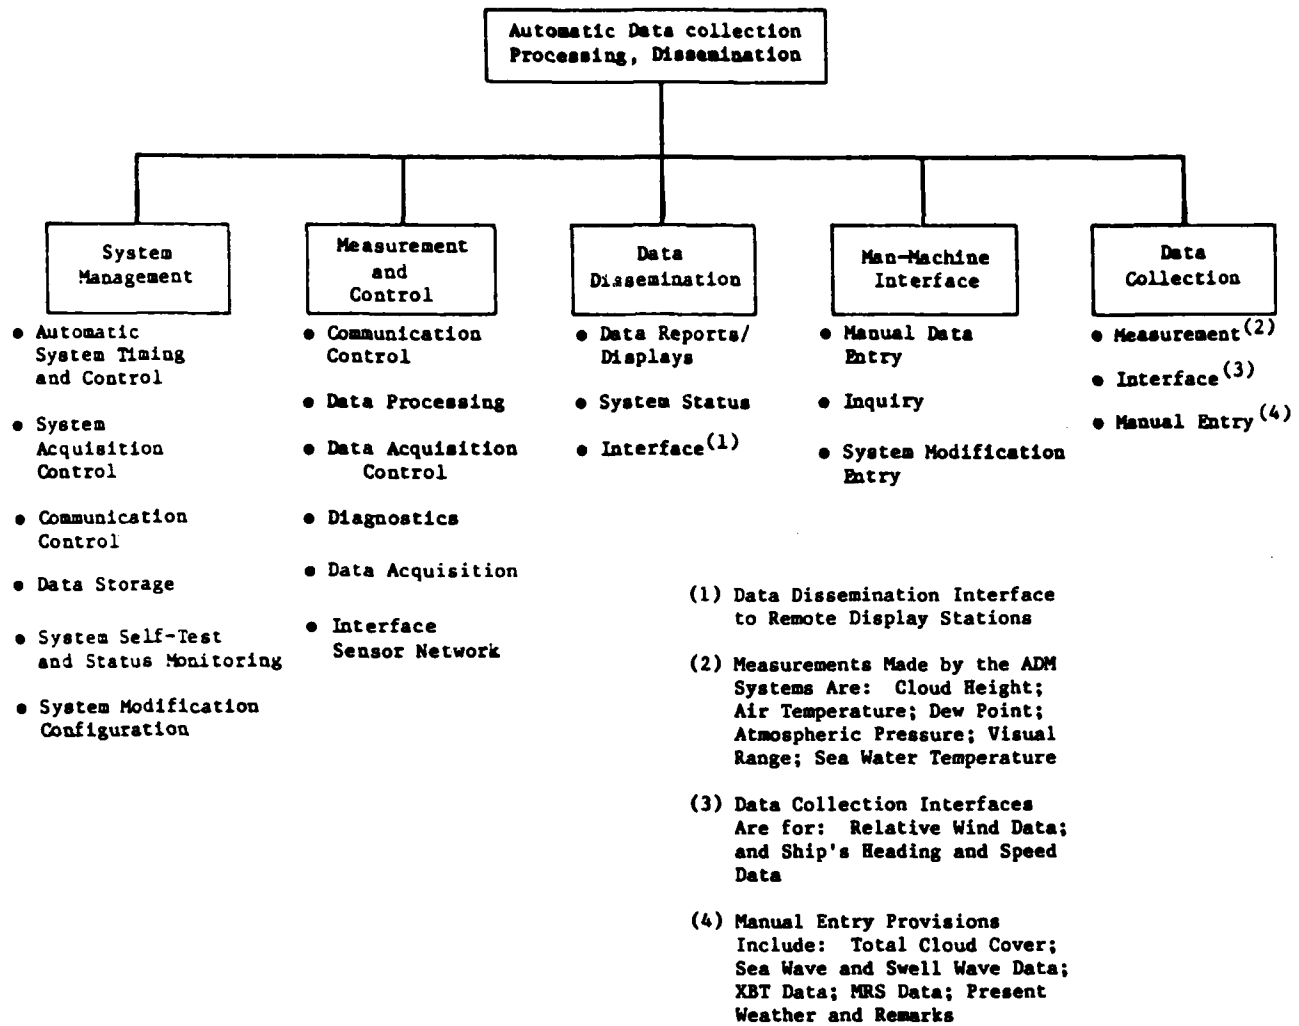 Automatic Data collection
Processing, Dissemination
System
Management
Measurement
and
Control
Data
Dissemination
Man-Machine
Interface
Data
Collection
● Automatic
System Timing
and Control
● System
Acquisition
Control
● Communication
Control
● Data Storage
● System Self-Test
and Status Monitoring
● System Modification
Configuration
● Communication
Control
● Data Processing
● Data Acquisition
Control
● Diagnostics
● Data Acquisition
● Interface
Sensor Network
● Data Reports/
Displays
● System Status
● Interface(1)
● Manual Data
Entry
● Inquiry
● System Modification
Entry
● Measurement(2)
● Interface(3)
● Manual Entry(4)
(1) Data Dissemination Interface
to Remote Display Stations
(2) Measurements Made by the ADM
Systems Are: Cloud Height;
Air Temperature; Dew Point;
Atmospheric Pressure; Visual
Range; Sea Water Temperature
(3) Data Collection Interfaces
Are for: Relative Wind Data;
and Ship's Heading and Speed
Data
(4) Manual Entry Provisions
Include: Total Cloud Cover;
Sea Wave and Swell Wave Data;
XBT Data; MRS Data; Present
Weather and Remarks